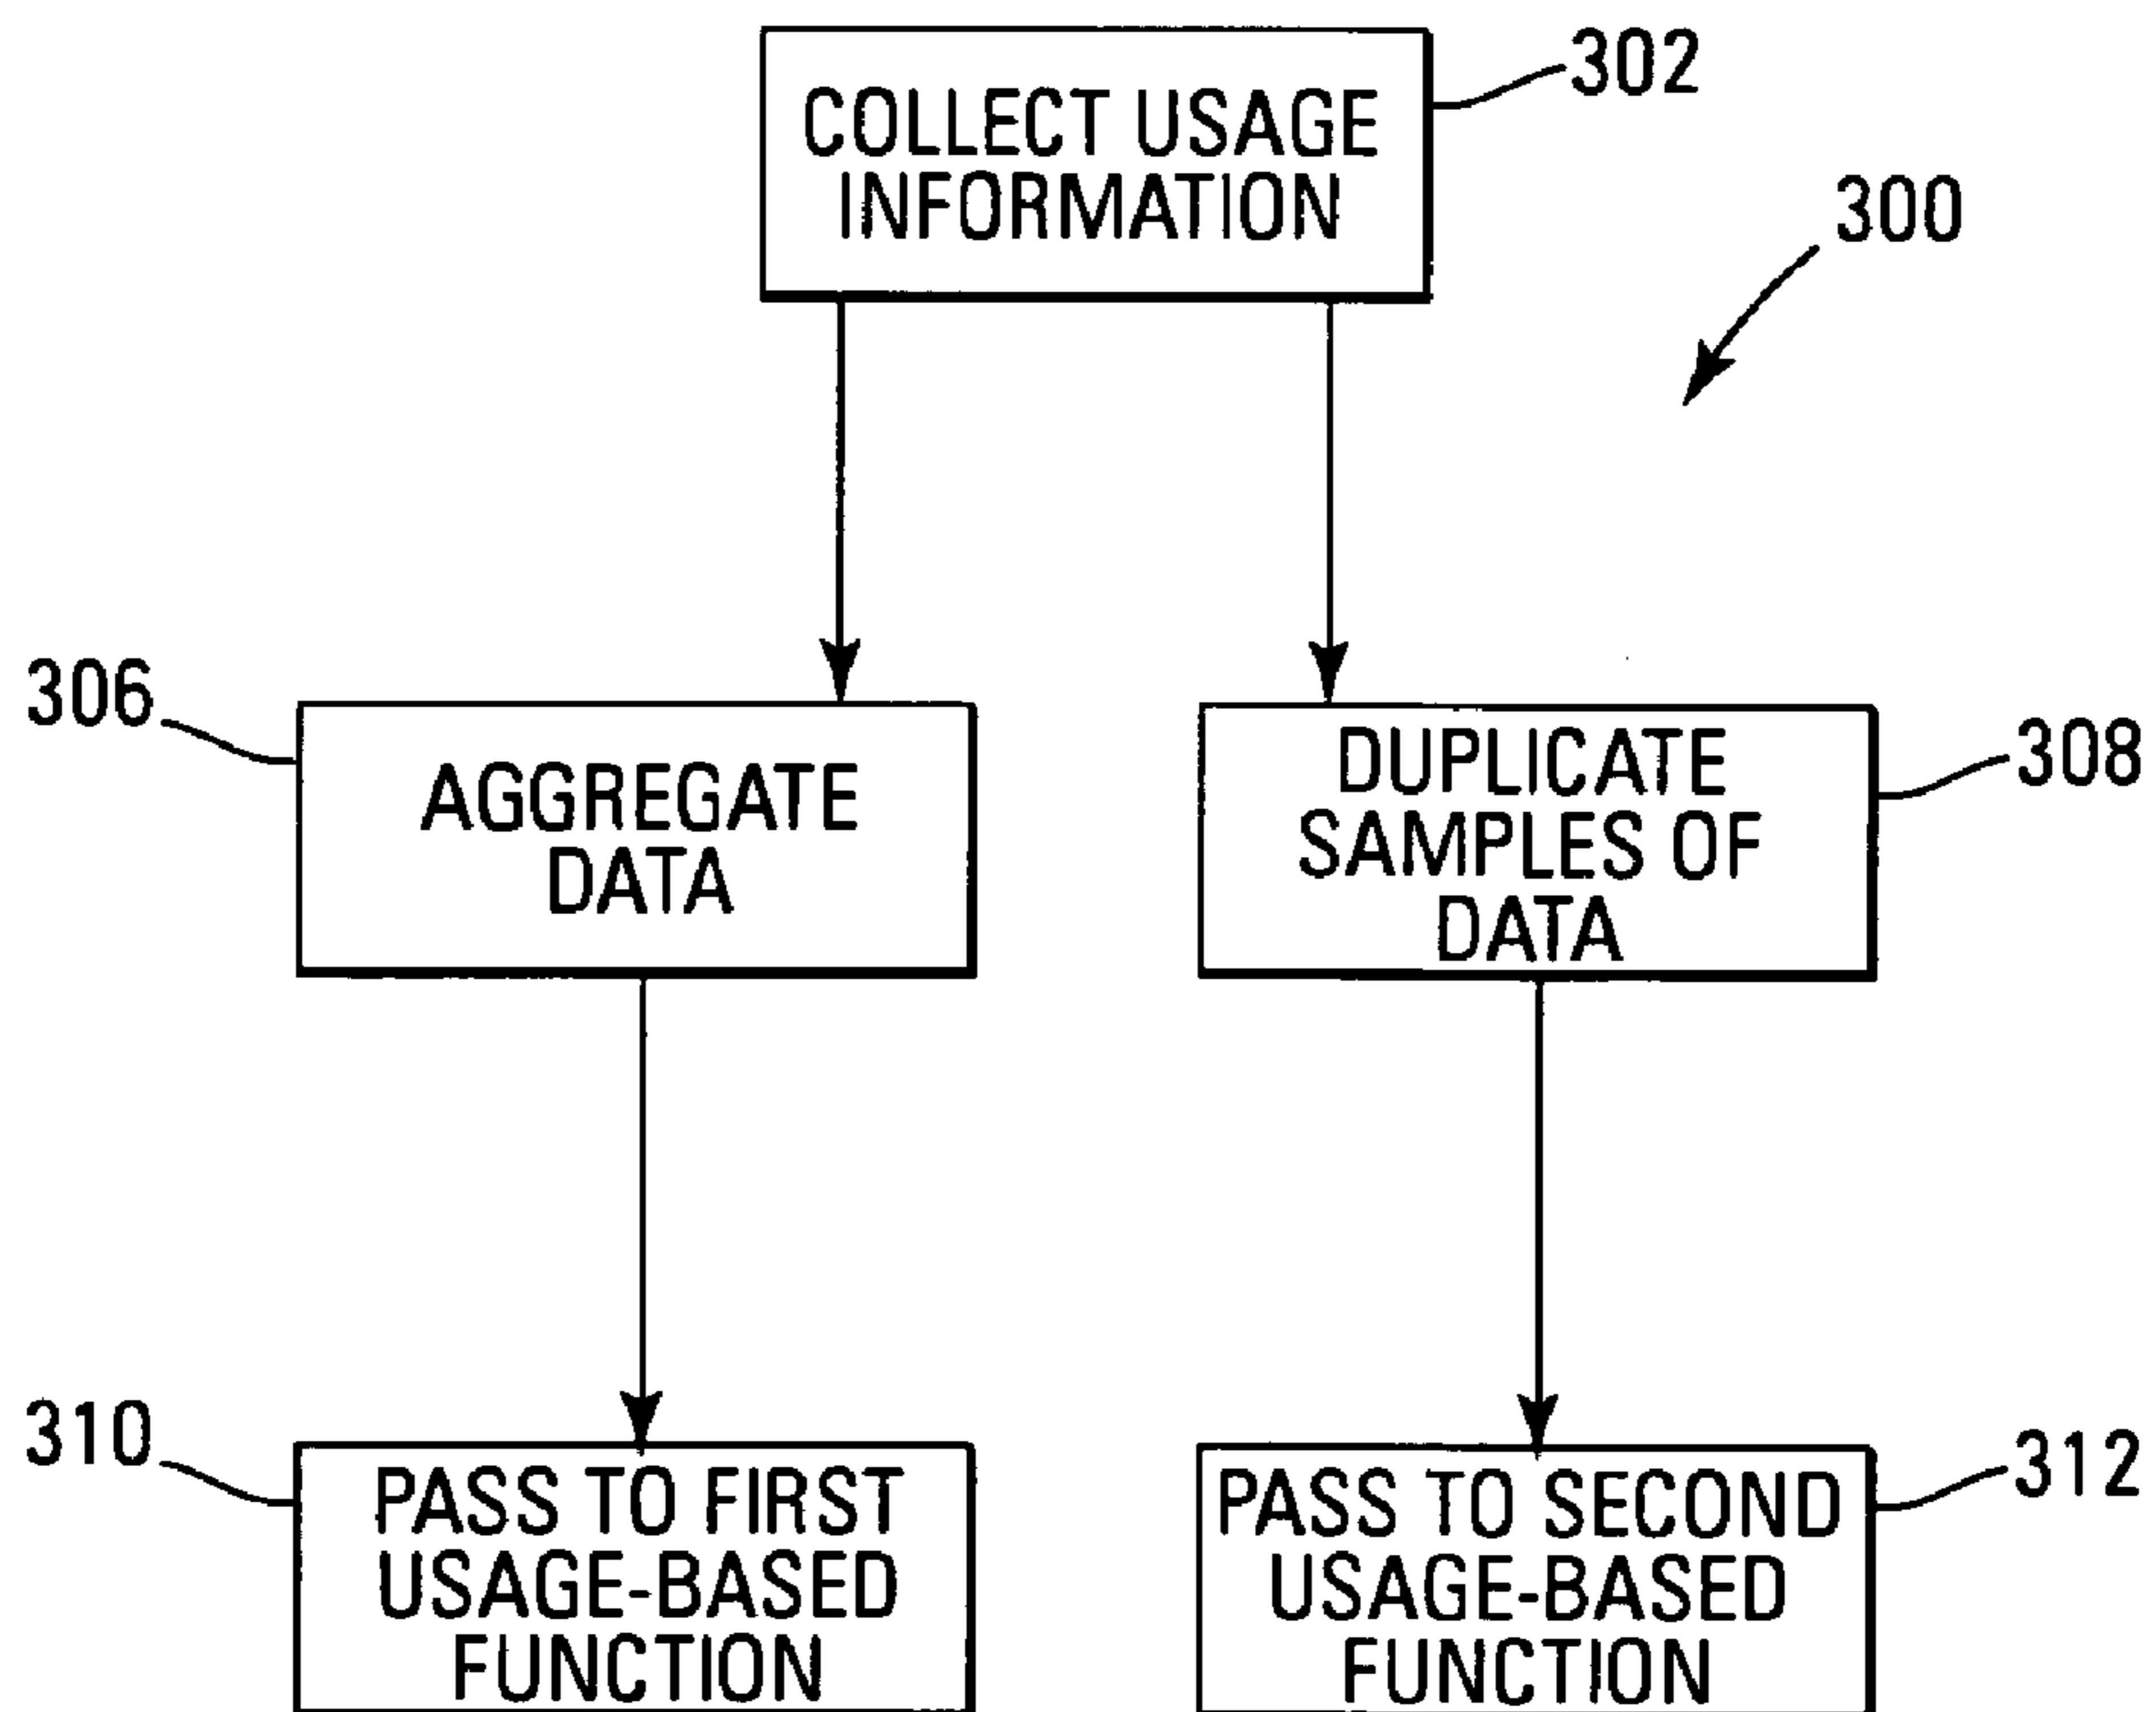 COLLECT USAGE
INFORMATION
302
300
306
AGGREGATE
DATA
DUPLICATE
SAMPLES OF
DATA
308
310
PASS TO FIRST
USAGE-BASED
FUNCTION
PASS TO SECOND
USAGE-BASED
FUNCTION
312